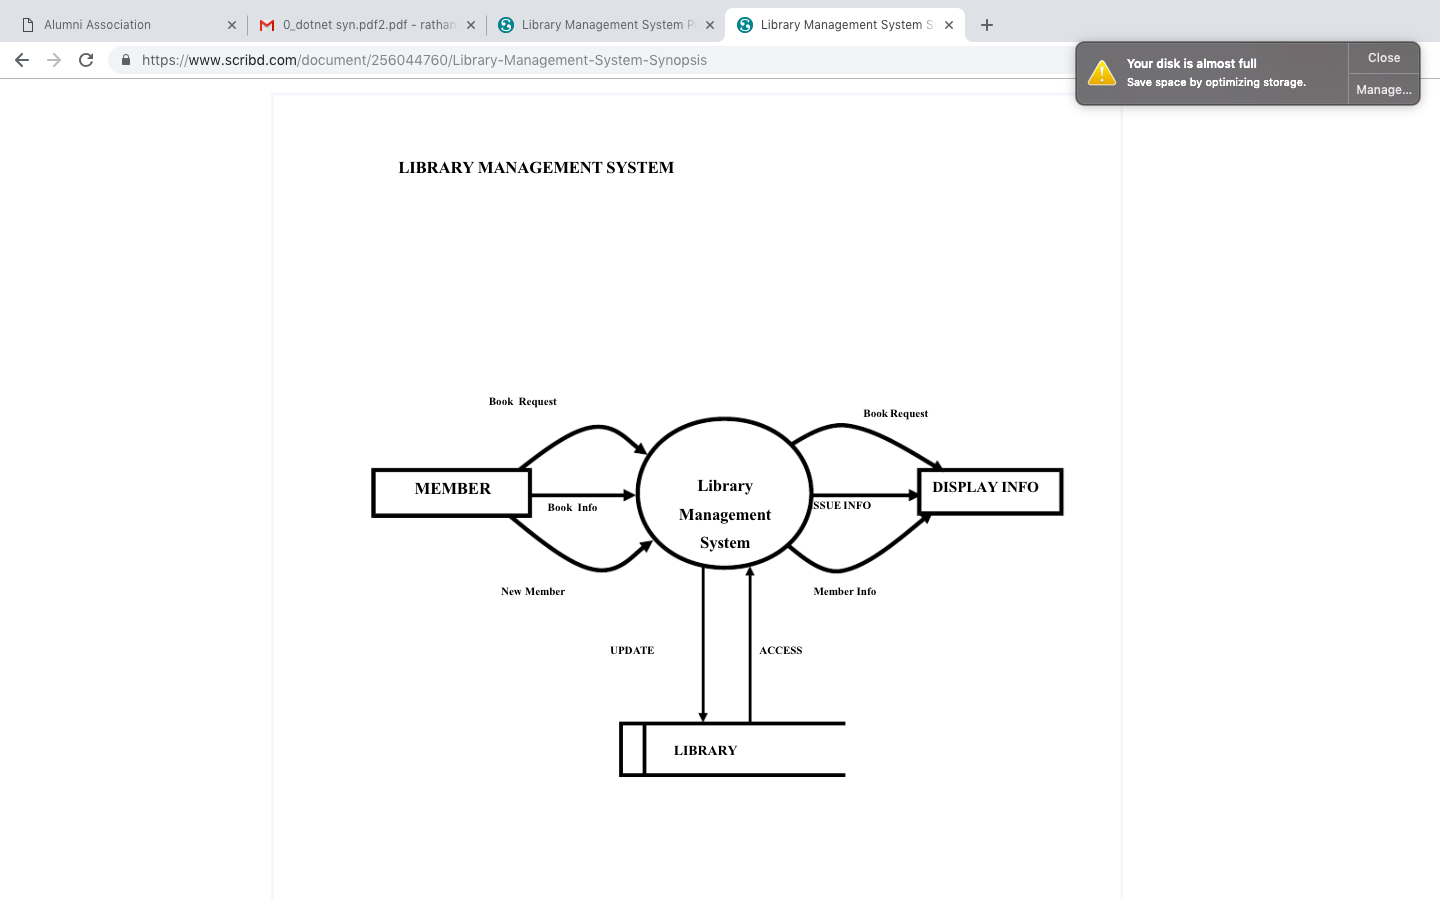 Alumni Association
0_dotnet syn.pdf2.pdf - rathan
Library Management System P
Library Management System S
https://www.scribd.com/document/256044760/Library-Management-System-Synopsis
Your disk is almost full
Save space by optimizing storage.
Close
Manage...
LIBRARY MANAGEMENT SYSTEM
Book Request
Book Request
MEMBER
Library
Management
System
DISPLAY INFO
Book Info
SSUE INFO
New Member
Member Info
UPDATE
ACCESS
LIBRARY